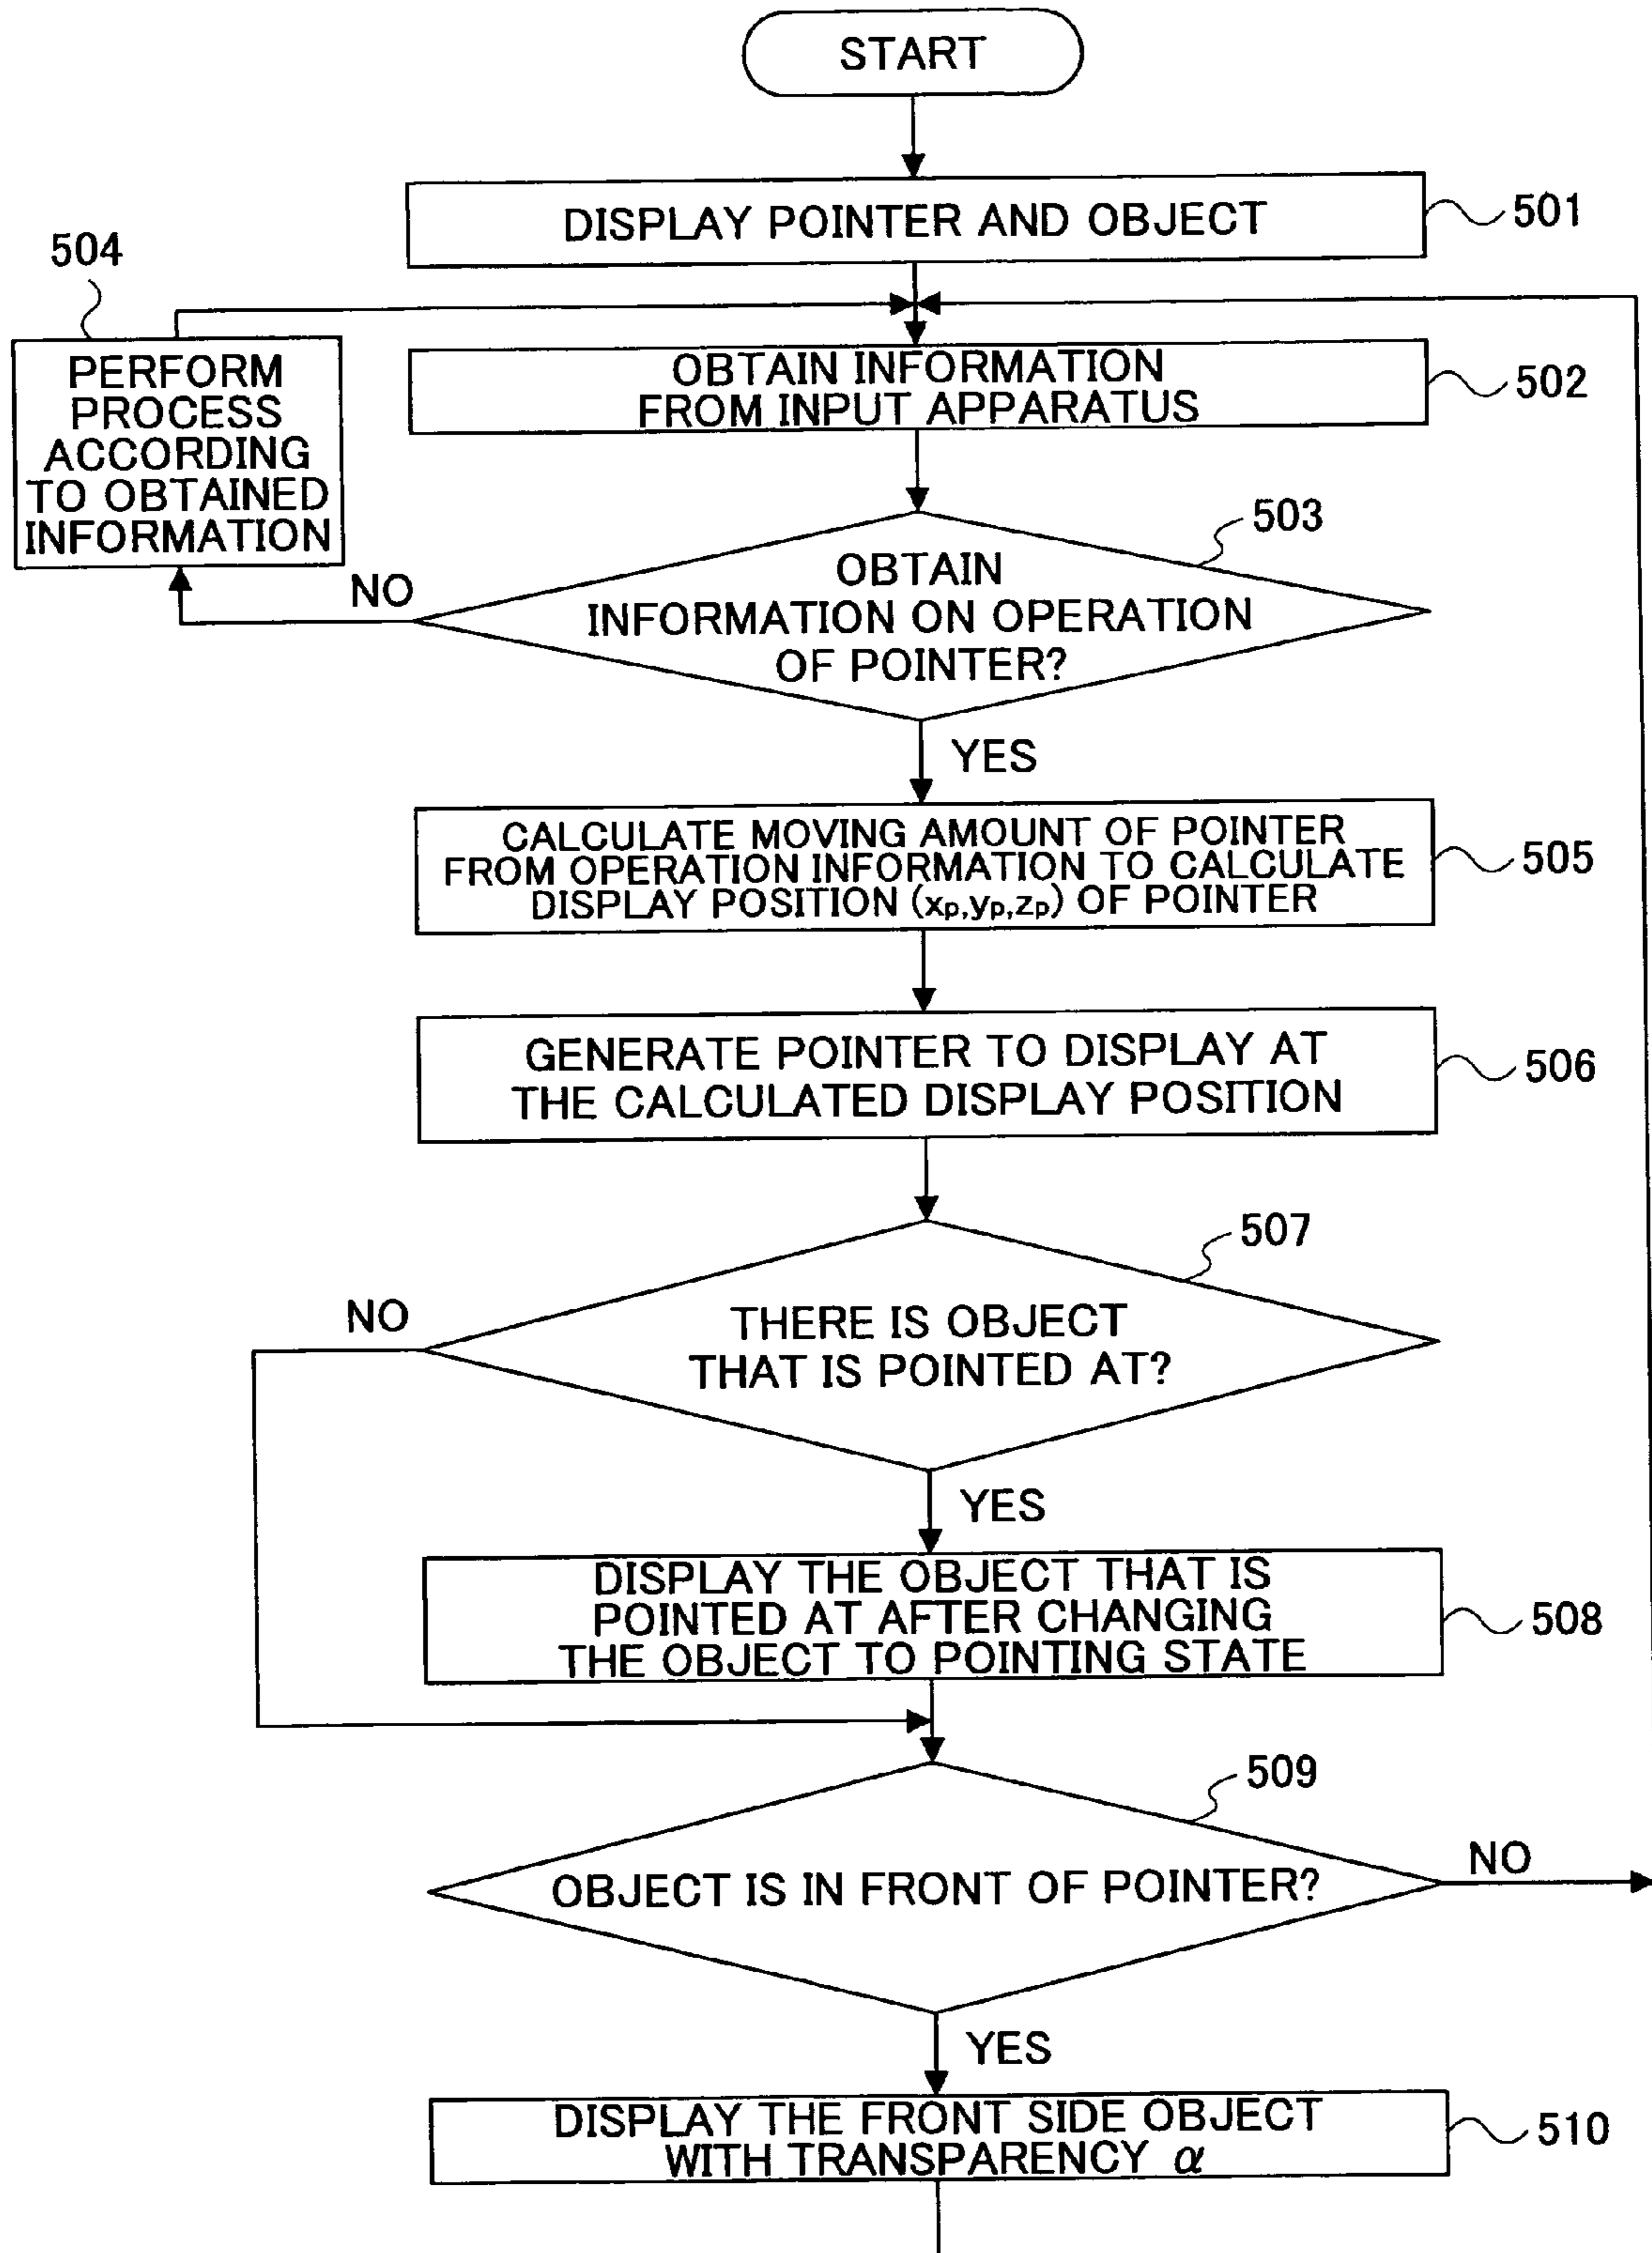 START
DISPLAY POINTER AND OBJECT
501
504
PERFORM
PROCESS
ACCORDING
TO OBTAINED
INFORMATION
OBTAIN INFORMATION
FROM INPUT APPARATUS
502
503
OBTAIN
INFORMATION ON OPERATION
OF POINTER?
NO
YES
CALCULATE MOVING AMOUNT OF POINTER
FROM OPERATION INFORMATION TO CALCULATE
DISPLAY POSITION (xp,yp,zp) OF POINTER
505
GENERATE POINTER TO DISPLAY AT
THE CALCULATED DISPLAY POSITION
506
507
THERE IS OBJECT
THAT IS POINTED AT?
NO
YES
DISPLAY THE OBJECT THAT IS
POINTED AT AFTER CHANGING
THE OBJECT TO POINTING STATE
508
509
OBJECT IS IN FRONT OF POINTER?
NO
YES
DISPLAY THE FRONT SIDE OBJECT
WITH TRANSPARENCY α
510